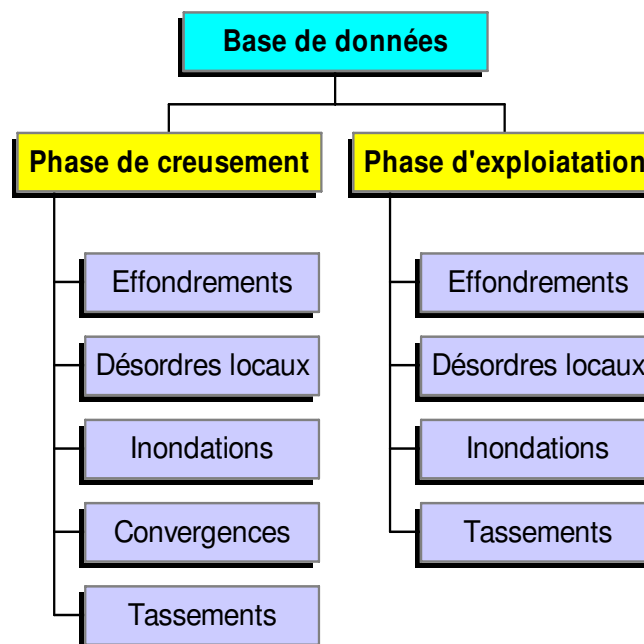 Base de données
Phase de creusement
Phase d'exploiatation
Effondrements
Désordres locaux
Inondations
Convergences
Tassements
Effondrements
Désordres locaux
Inondations
Tassements